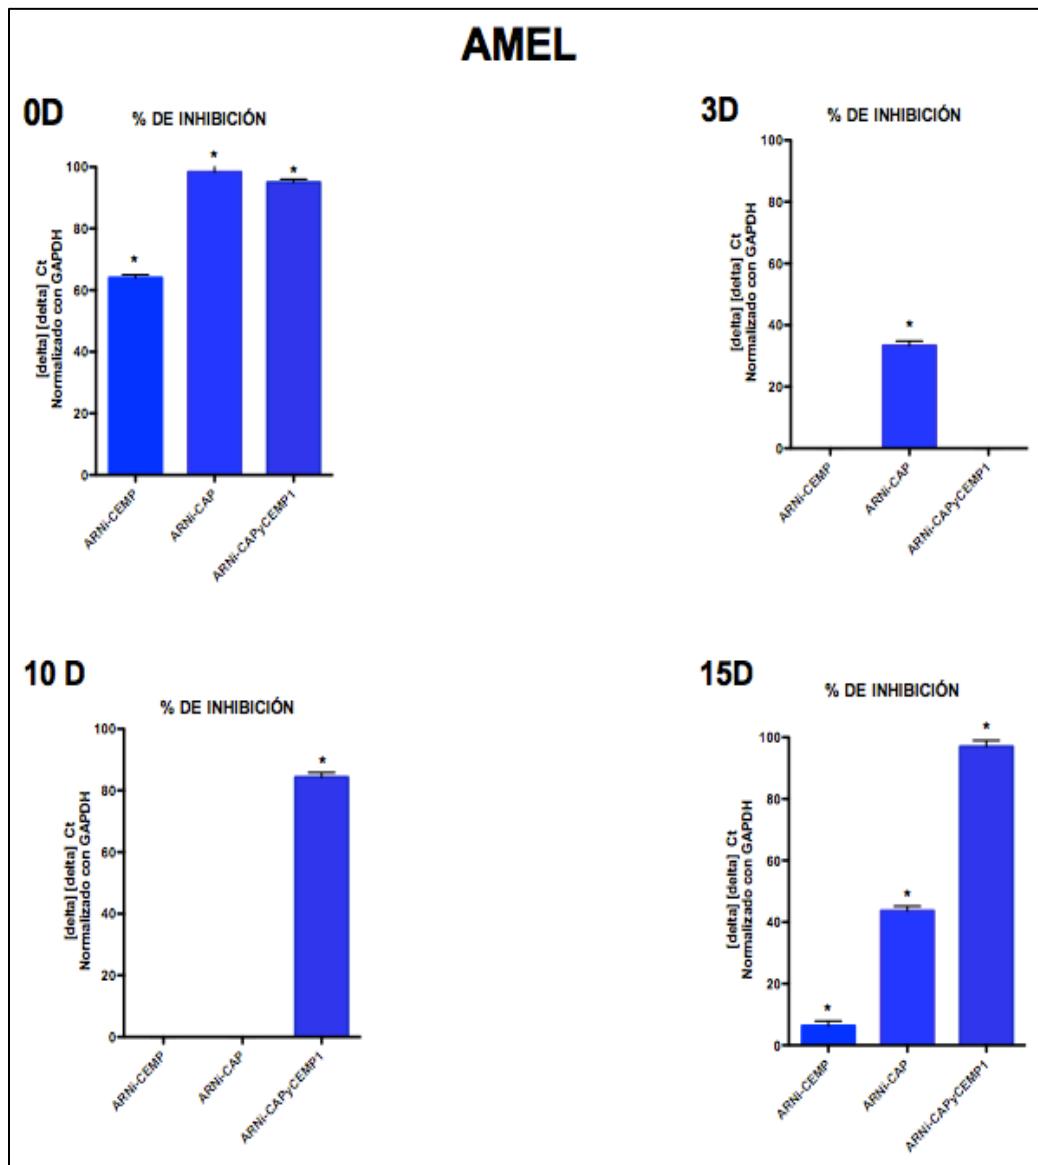 AMEL
0D
% DE INHIBICIÓN
[delta] [delta] Ct
Normalizado con GAPDH
100
80
60
40
20
0
*
*
*
ARNi-CEMP
ARNi-CAP
ARNi-CAPyCEMP1
3D
% DE INHIBICIÓN
[delta] [delta] Ct
Normalizado con GAPDH
100
80
60
40
20
0
*
ARNi-CEMP
ARNi-CAP
ARNi-CAPyCEMP1
10 D
% DE INHIBICIÓN
[delta] [delta] Ct
Normalizado con GAPDH
100
80
60
40
20
0
*
ARNi-CEMP
ARNi-CAP
ARNi-CAPyCEMP1
15D
% DE INHIBICIÓN
[delta] [delta] Ct
Normalizado con GAPDH
100
80
60
40
20
0
*
*
*
ARNi-CEMP
ARNi-CAP
ARNi-CAPyCEMP1